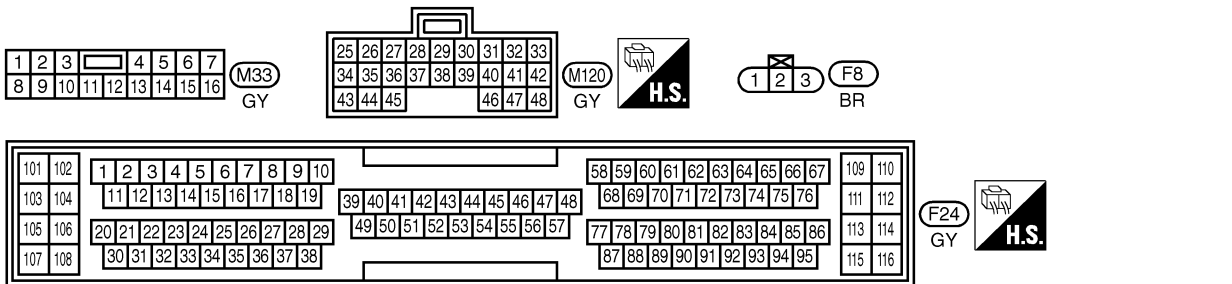 1 2 3 4 5 6 7
8 9 10 11 12 13 14 15 16
M33
GY
25 26 27 28 29 30 31 32 33
34 35 36 37 38 39 40 41 42
43 44 45 46 47 48
M120
GY
H.S.
1 2 3
F8
BR
101 102
103 104
105 106
107 108
1 2 3 4 5 6 7 8 9 10
11 12 13 14 15 16 17 18 19
20 21 22 23 24 25 26 27 28 29
30 31 32 33 34 35 36 37 38
39 40 41 42 43 44 45 46 47 48
49 50 51 52 53 54 55 56 57
58 59 60 61 62 63 64 65 66 67
68 69 70 71 72 73 74 75 76
77 78 79 80 81 82 83 84 85 86
87 88 89 90 91 92 93 94 95
109 110
111 112
113 114
115 116
F24
GY
H.S.